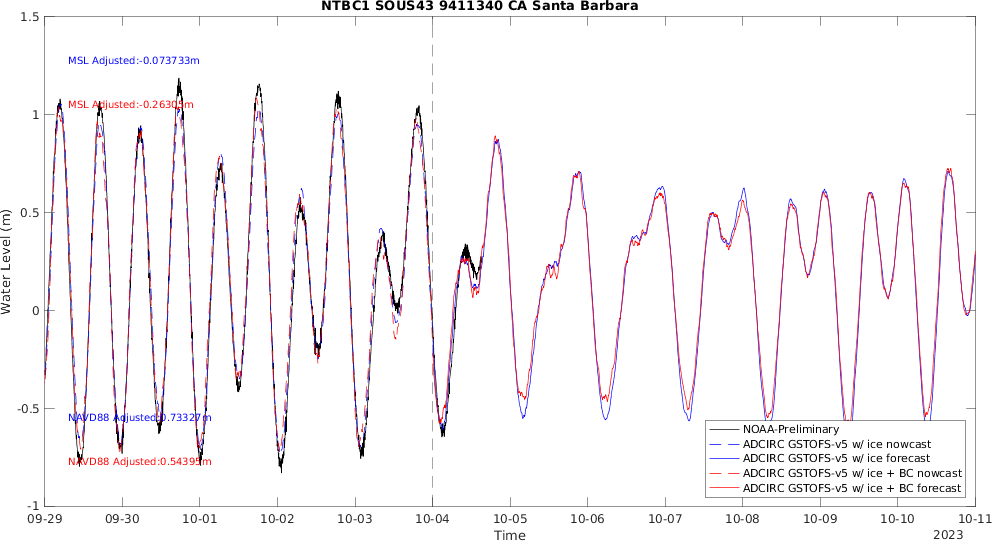 NTBC1 SOUS43 9411340 CA Santa Barbara
1.5
MSL Adjusted:-0.073733m
MSL Adjusted:-0.26305m
1
0.5
Water Level (m)
0
-0.5
NAVD88 Adjusted:0.73327m
NAVD88 Adjusted:0.54395m
NOAA-Preliminary
ADCIRC GSTOFS-v5 w/ ice nowcast
ADCIRC GSTOFS-v5 w/ ice forecast
ADCIRC GSTOFS-v5 w/ ice + BC nowcast
ADCIRC GSTOFS-v5 w/ ice + BC forecast
-1
09-29 09-30 10-01 10-02 10-03 10-04 10-05 10-06 10-07 10-08 10-09 10-10 10-11
Time
2023